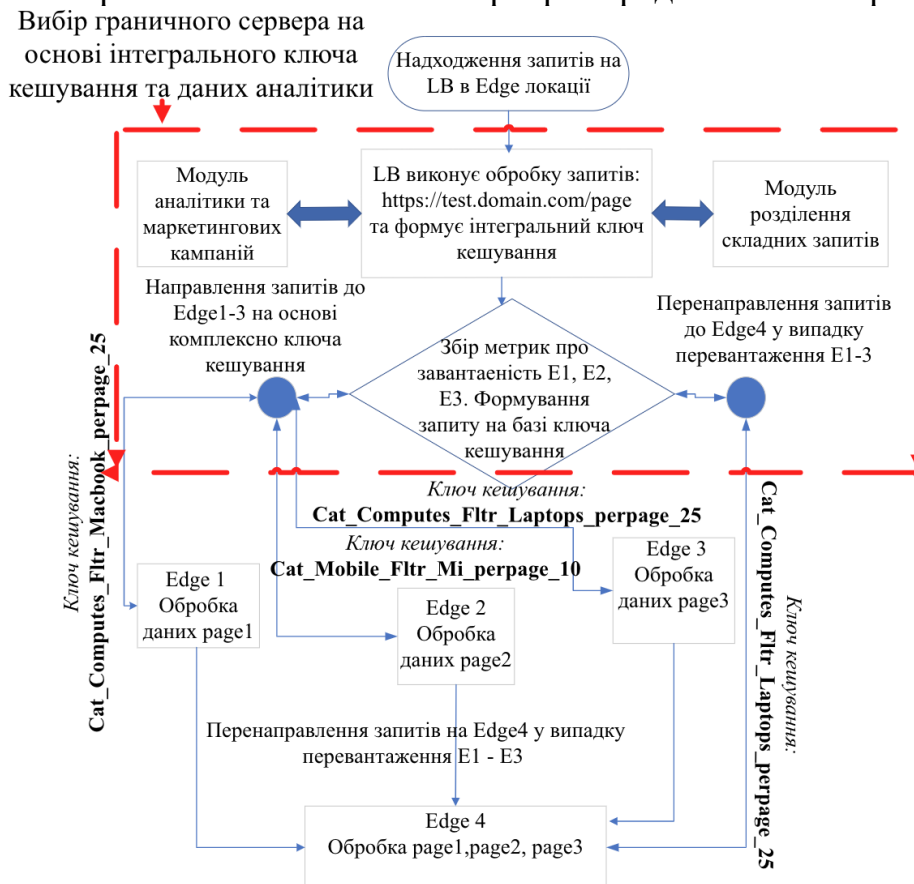 Вибір граничного сервера на
основі інтегрального ключа
кешування та даних аналітики
Надходження запитів на
LB в Edge локації
Модуль
аналітики та
маркетингових
кампаній
LB виконує обробку запитів:
https://test.domain.com/page
та формує інтегральний ключ
кешування
Модуль
розділення
складних запитів
Направлення запитів до
Edge1-3 на основі
комплексно ключа
кешування
Збір метрик про
завантаеність E1, E2,
E3. Формування
запиту на базі ключа
кешування
Перенаправлення запитів
до Edge4 у випадку
перевантаження E1-3
Ключ кешування:
Cat_Computes_Fltr_Macbook_perpage_25
Ключ кешування:
Cat_Computes_Fltr_Laptops_perpage_25
Ключ кешування:
Cat_Mobile_Fltr_Mi_perpage_10
Ключ кешування:
Cat_Computes_Fltr_Laptops_perpage_25
Edge 1
Обробка
даних page1
Edge 2
Обробка
даних page2
Edge 3
Обробка
даних page3
Перенаправлення запитів на Edge4 у випадку
перевантаження E1 - E3
Edge 4
Обробка page1,page2, page3